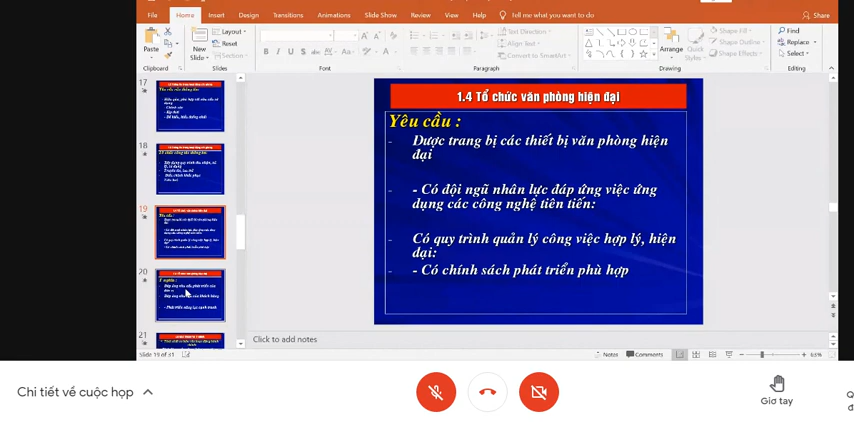 File Home Insert Design Transitions Animations Slide Show Review View Help Tell me what you want to do Share
Paste
Clipboard
New
Slide
Layout
Reset
Section
Slides
Font
Text Direction
Align Text
Convert to SmartArt
Paragraph
Arrange
Quick
Styles
Shape Fill
Shape Outline
Shape Effects
Drawing
Find
Replace
Select
Editing
17
18
19
20
21
1.4 Tổ chức văn phòng hiện đại
Yêu cầu :
- Được trang bị các thiết bị văn phòng hiện
đại
- - Có đội ngũ nhân lực đáp ứng việc ứng
dụng các công nghệ tiên tiến:
- Có quy trình quản lý công việc hợp lý, hiện
đại:
- - Có chính sách phát triển phù hợp
Click to add notes
Slide 19 of 31
Notes Comments
63%
Chi tiết về cuộc họp
Giơ tay